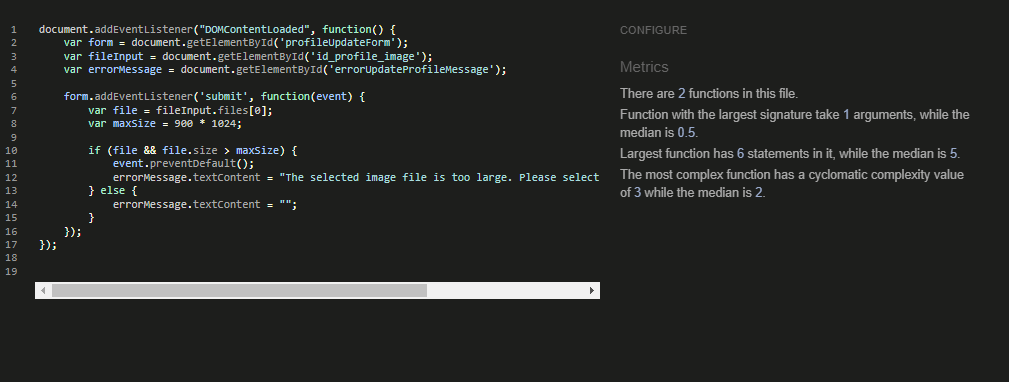 1 document.addEventListener("DOMContentLoaded", function() {
2 var form = document.getElementById('profileUpdateForm');
3 var fileInput = document.getElementById('id_profile_image');
4 var errorMessage = document.getElementById('errorUpdateProfileMessage');
5
6 form.addEventListener('submit', function(event) {
7 var file = fileInput.files[0];
8 var maxSize = 900 * 1024;
9
10 if (file && file.size > maxSize) {
11 event.preventDefault();
12 errorMessage.textContent = "The selected image file is too large. Please select
13 } else {
14 errorMessage.textContent = "";
15 }
16 });
17 });
18
19
CONFIGURE
Metrics
There are 2 functions in this file.
Function with the largest signature take 1 arguments, while the
median is 0.5.
Largest function has 6 statements in it, while the median is 5.
The most complex function has a cyclomatic complexity value
of 3 while the median is 2.